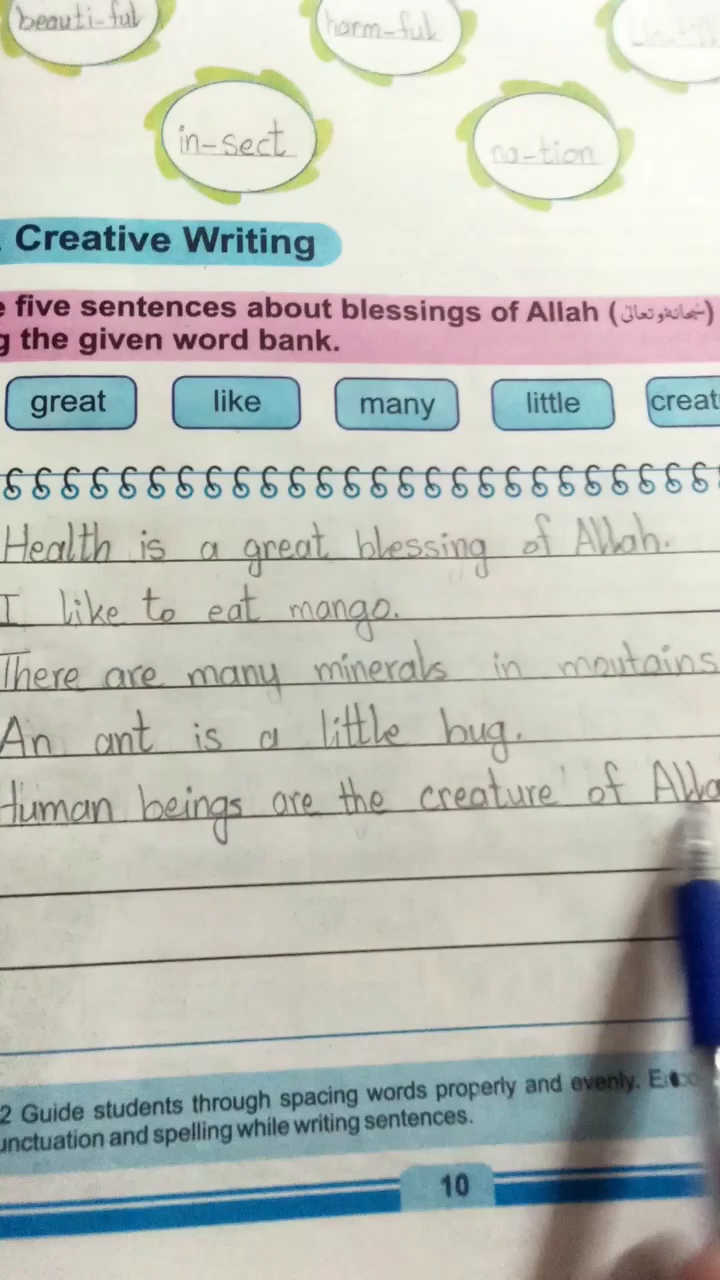 beauti-ful
harm-ful
in-sect
na-tion
Creative Writing
five sentences about blessings of Allah (سُبْحَانَهُ وَتَعَالَىٰ)
the given word bank.
great like many little creat
Health is a great blessing of Allah.
I like to eat mango.
There are many minerals in moutains
An ant is a little bug.
Human beings are the creature of Alla
2 Guide students through spacing words properly and evenly.
unctuation and spelling while writing sentences.
10